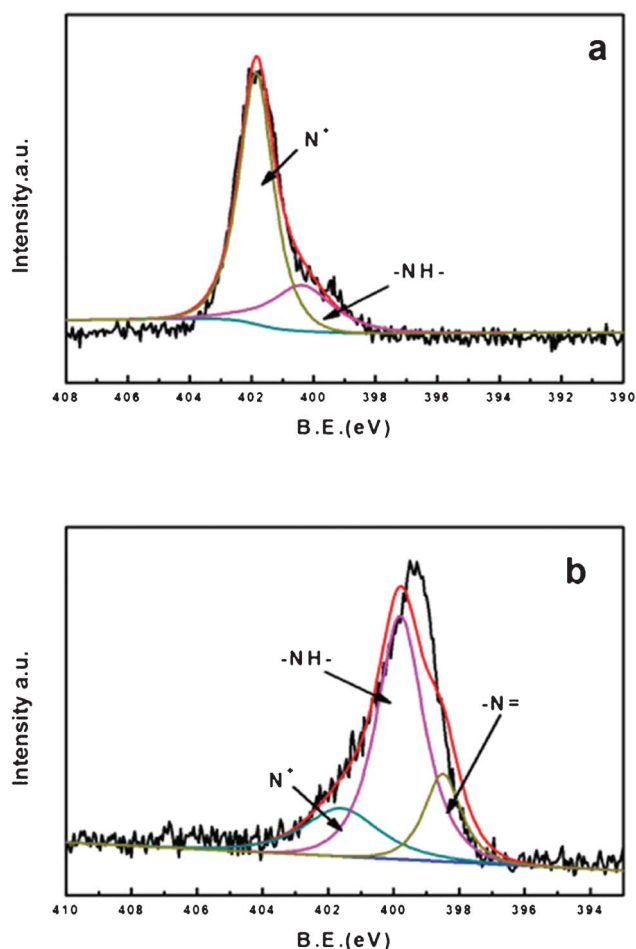 a
Intensity.a.u.
N+
-NH-
408 406 404 402 400 398 396 394 392 390
B.E.(eV)
b
Intensity a.u.
-NH-
-N=
N+
410 408 406 404 402 400 398 396 394
B.E.(eV)